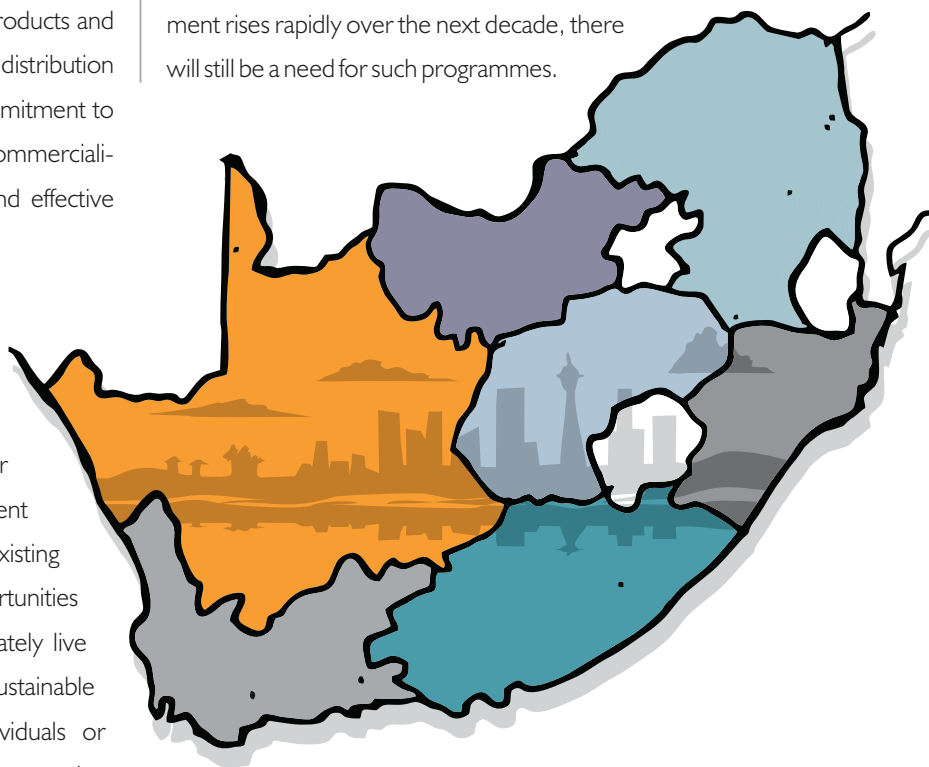 roducts and
distribution
mitment to
ommerciali-
nd effective
r
ent
xisting
rtunities
ately live
ustainable
viduals or
ment rises rapidly over the next decade, there
will still be a need for such programmes.